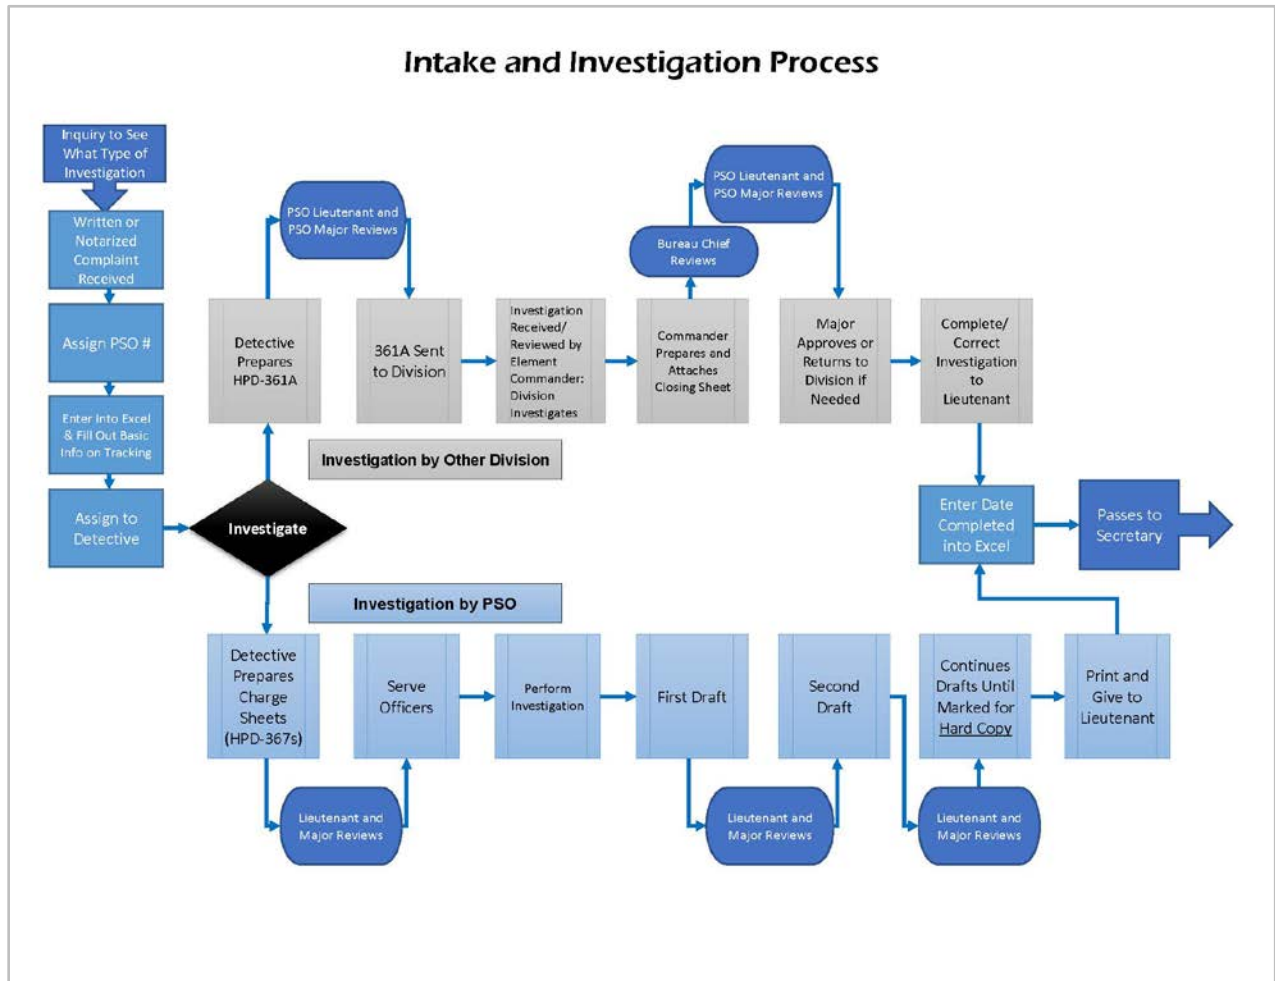 Intake and Investigation Process
Inquiry to See
What Type of
Investigation
Written or
Notarized
Complaint
Received
Assign PSO #
Enter Into Excel
& Fill Out Basic
Info on Tracking
Assign to
Detective
Investigate
PSO Lieutenant and
PSO Major Reviews
Detective
Prepares
HPD-361A
361A Sent
to Division
Investigation
Received/
Reviewed by
Element
Commander:
Division
Investigates
Commander
Prepares and
Attaches
Closing Sheet
Bureau Chief
Reviews
PSO Lieutenant and
PSO Major Reviews
Major
Approves or
Returns to
Division if
Needed
Complete/
Correct
Investigation
to
Lieutenant
Investigation by Other Division
Enter Date
Completed
into Excel
Passes to
Secretary
Investigation by PSO
Detective
Prepares
Charge
Sheets
(HPD-367s)
Lieutenant and
Major Reviews
Serve
Officers
Perform
Investigation
First Draft
Lieutenant and
Major Reviews
Second
Draft
Lieutenant and
Major Reviews
Continues
Drafts Until
Marked for
Hard Copy
Print and
Give to
Lieutenant